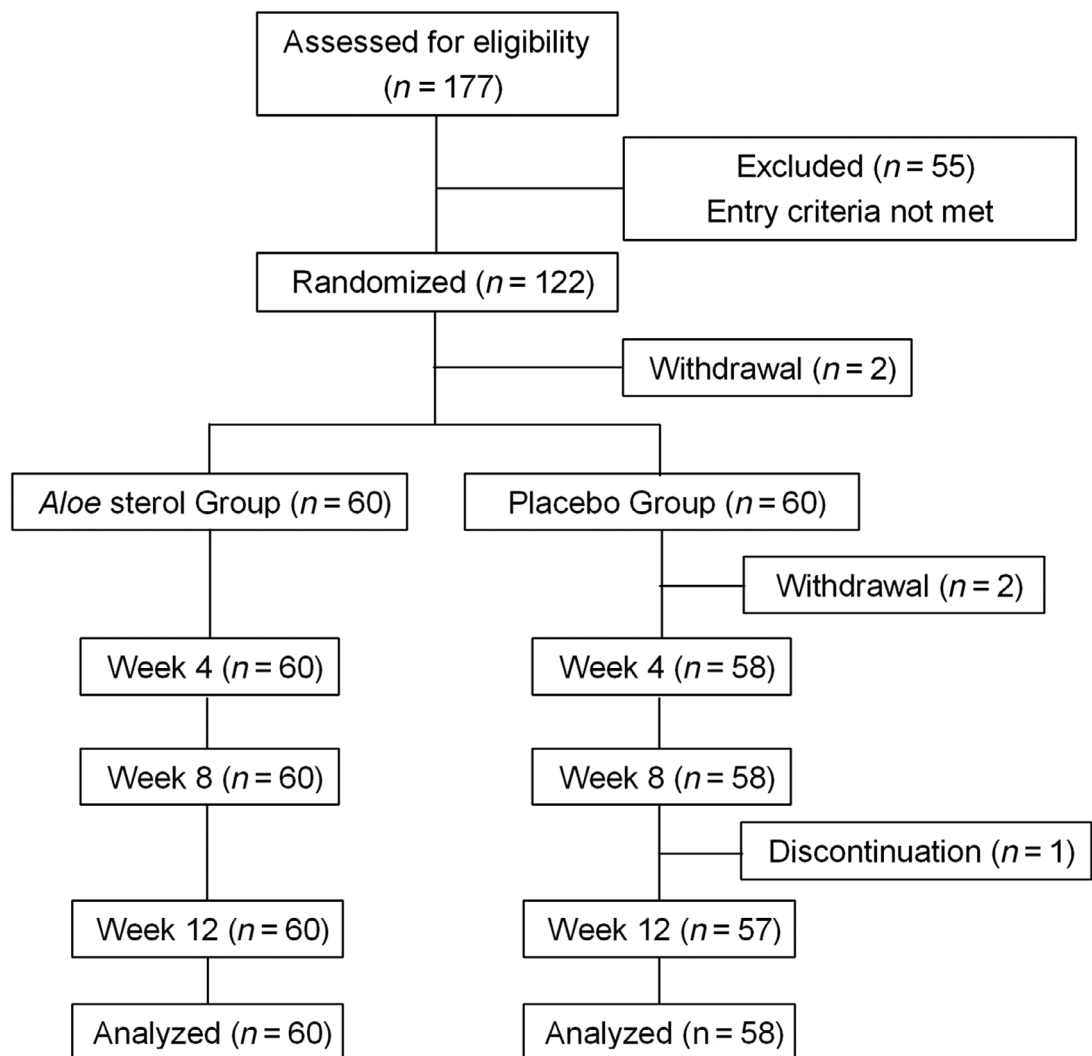 Assessed for eligibility
(n = 177)
Excluded (n = 55)
Entry criteria not met
Randomized (n = 122)
Withdrawal (n = 2)
Aloe sterol Group (n = 60)
Placebo Group (n = 60)
Withdrawal (n = 2)
Week 4 (n = 60)
Week 4 (n = 58)
Week 8 (n = 60)
Week 8 (n = 58)
Discontinuation (n = 1)
Week 12 (n = 60)
Week 12 (n = 57)
Analyzed (n = 60)
Analyzed (n = 58)